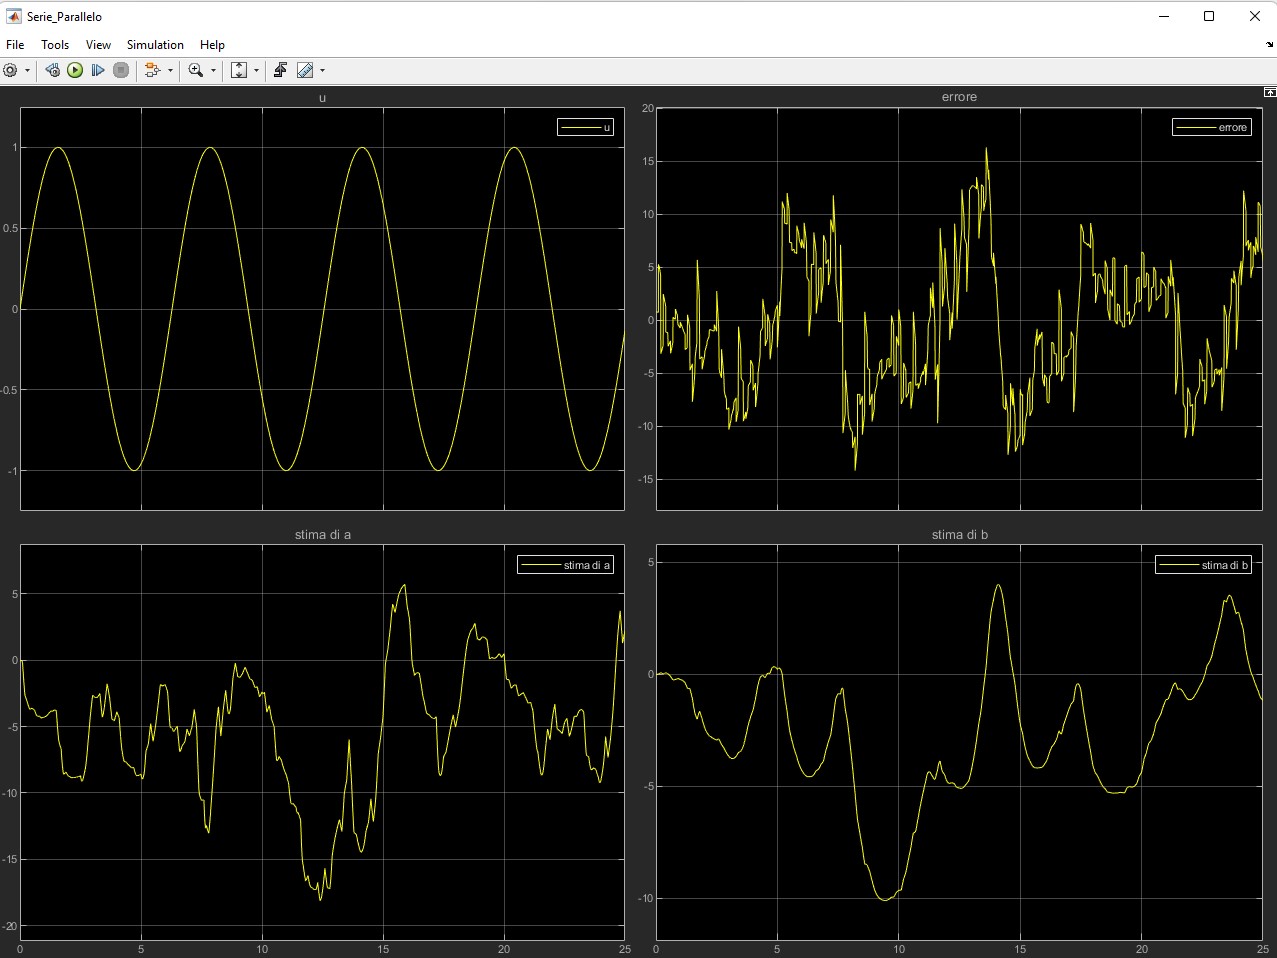 Serie_Parallelo
File Tools View Simulation Help
u
u
1
0.5
0
-0.5
-1
errore
errore
20
15
10
5
0
-5
-10
-15
stima di a
stima di a
5
0
-5
-10
-15
-20
0 5 10 15 20 25
stima di b
stima di b
5
0
-5
-10
0 5 10 15 20 25